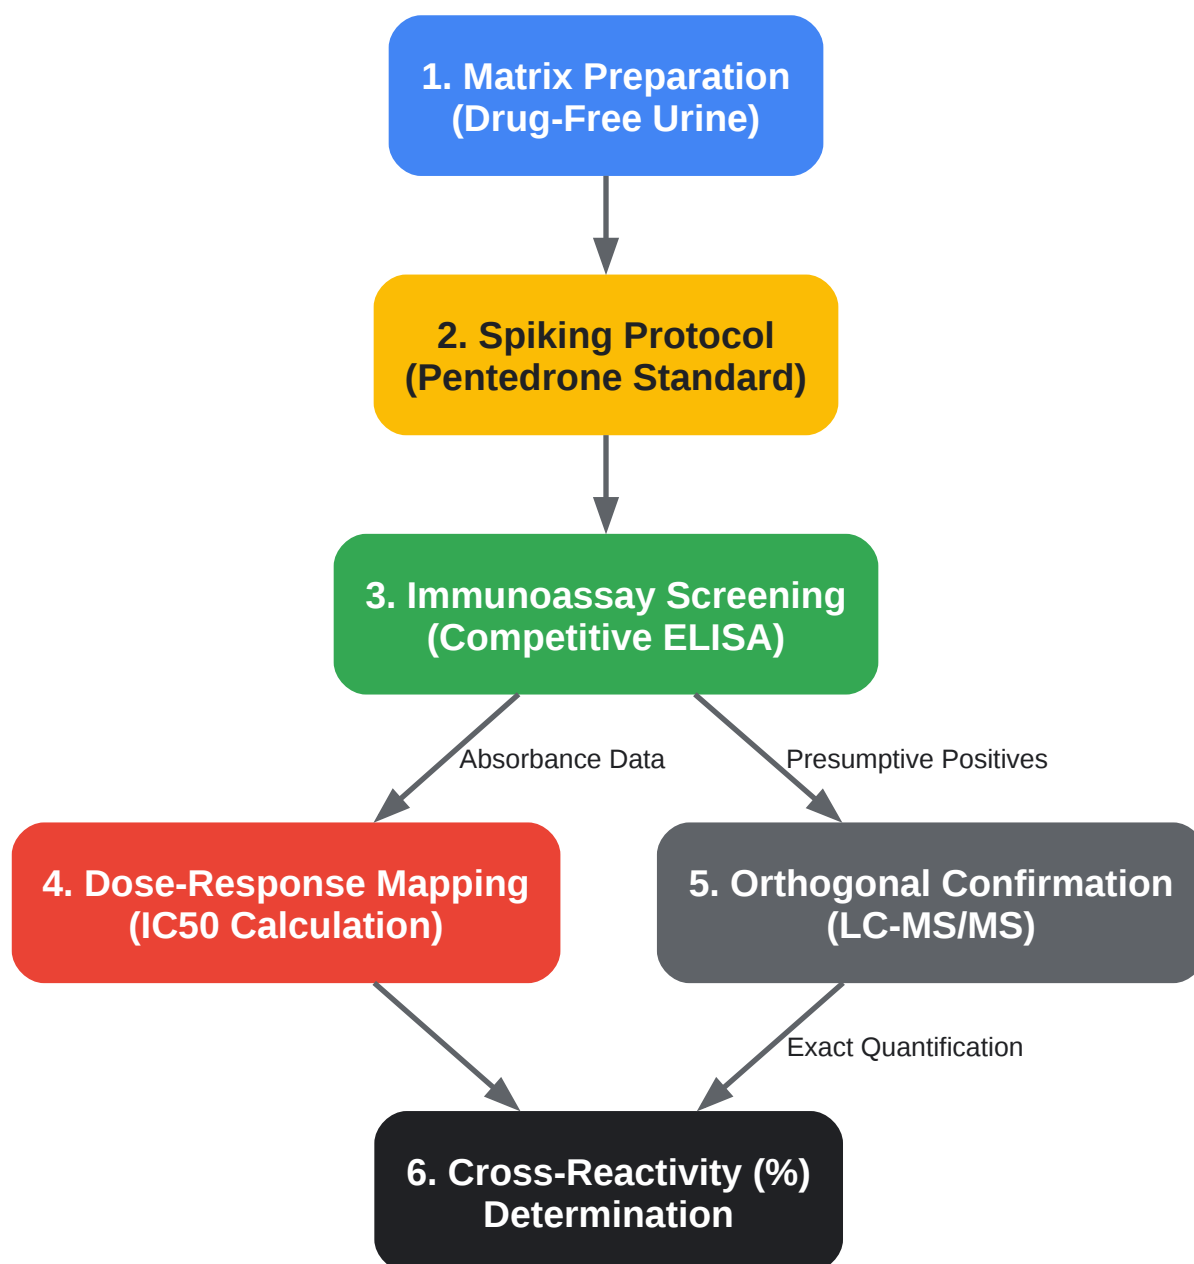 1. Matrix Preparation
(Drug-Free Urine)
2. Spiking Protocol
(Pentedrone Standard)
3. Immunoassay Screening
(Competitive ELISA)
Absorbance Data
Presumptive Positives
4. Dose-Response Mapping
(IC50 Calculation)
5. Orthogonal Confirmation
(LC-MS/MS)
Exact Quantification
6. Cross-Reactivity (%)
Determination